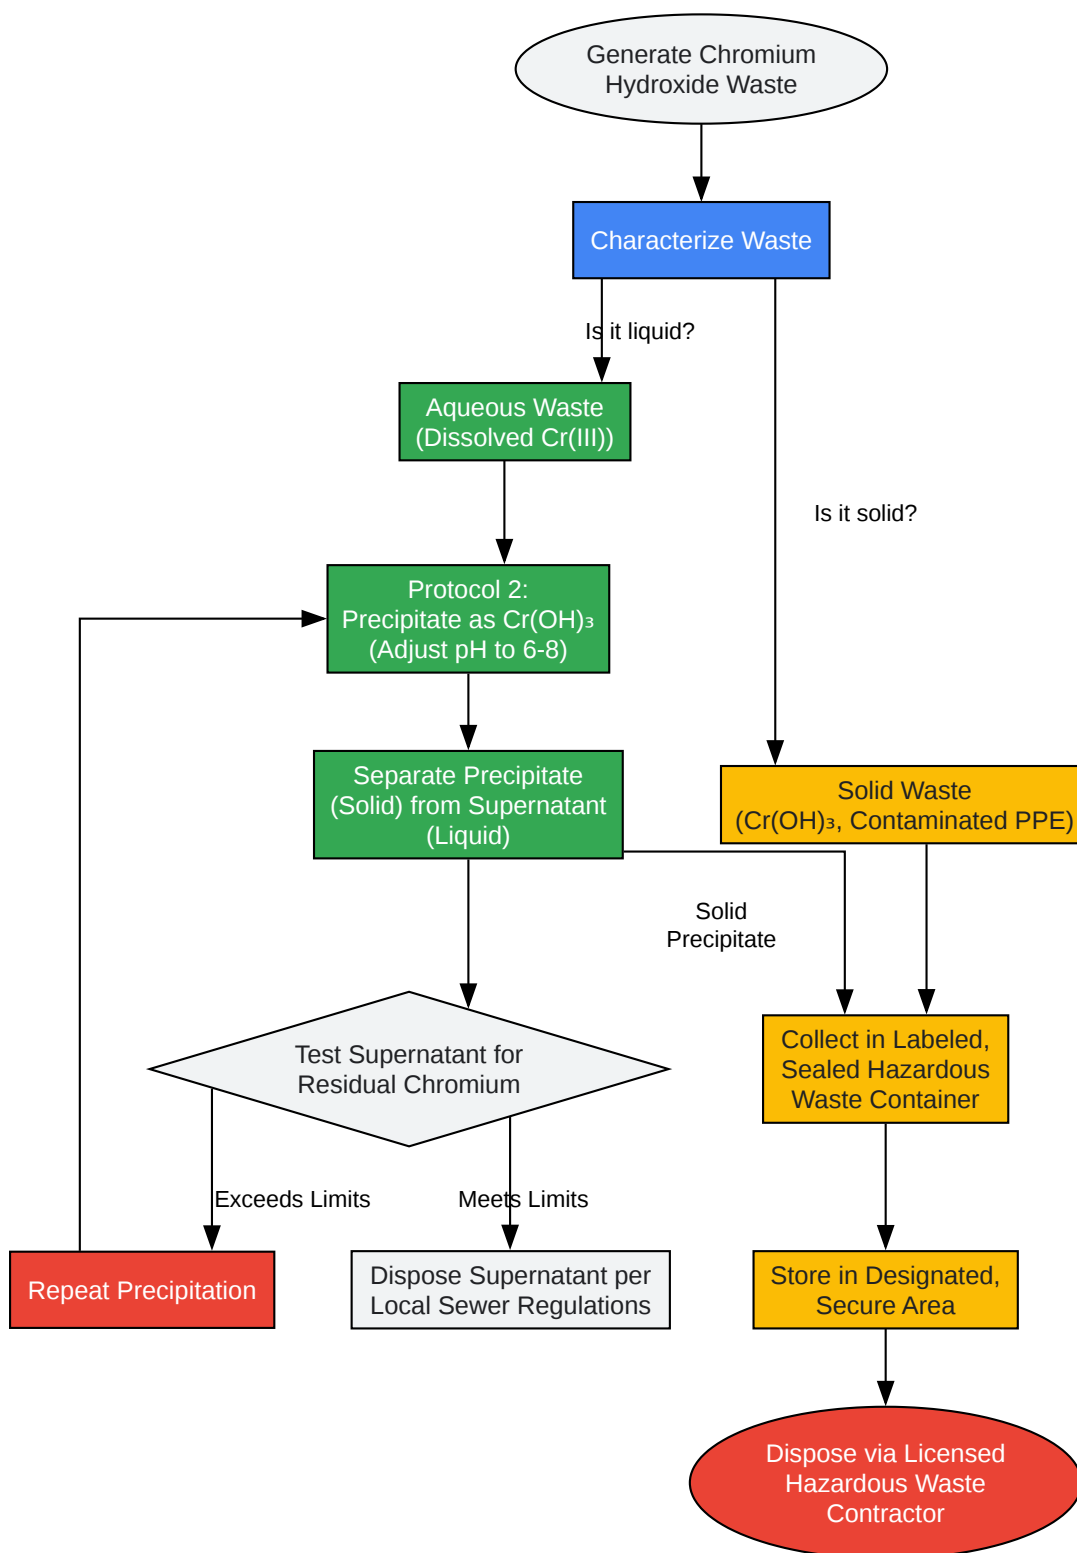 Generate Chromium
Hydroxide Waste
Characterize Waste
Is it liquid?
Aqueous Waste
(Dissolved Cr(III))
Is it solid?
Protocol 2:
Precipitate as Cr(OH)₃
(Adjust pH to 6-8)
Separate Precipitate
(Solid) from Supernatant
(Liquid)
Solid Waste
(Cr(OH)₃, Contaminated PPE)
Solid
Precipitate
Test Supernatant for
Residual Chromium
Collect in Labeled,
Sealed Hazardous
Waste Container
Exceeds Limits
Meets Limits
Repeat Precipitation
Dispose Supernatant per
Local Sewer Regulations
Store in Designated,
Secure Area
Dispose via Licensed
Hazardous Waste
Contractor